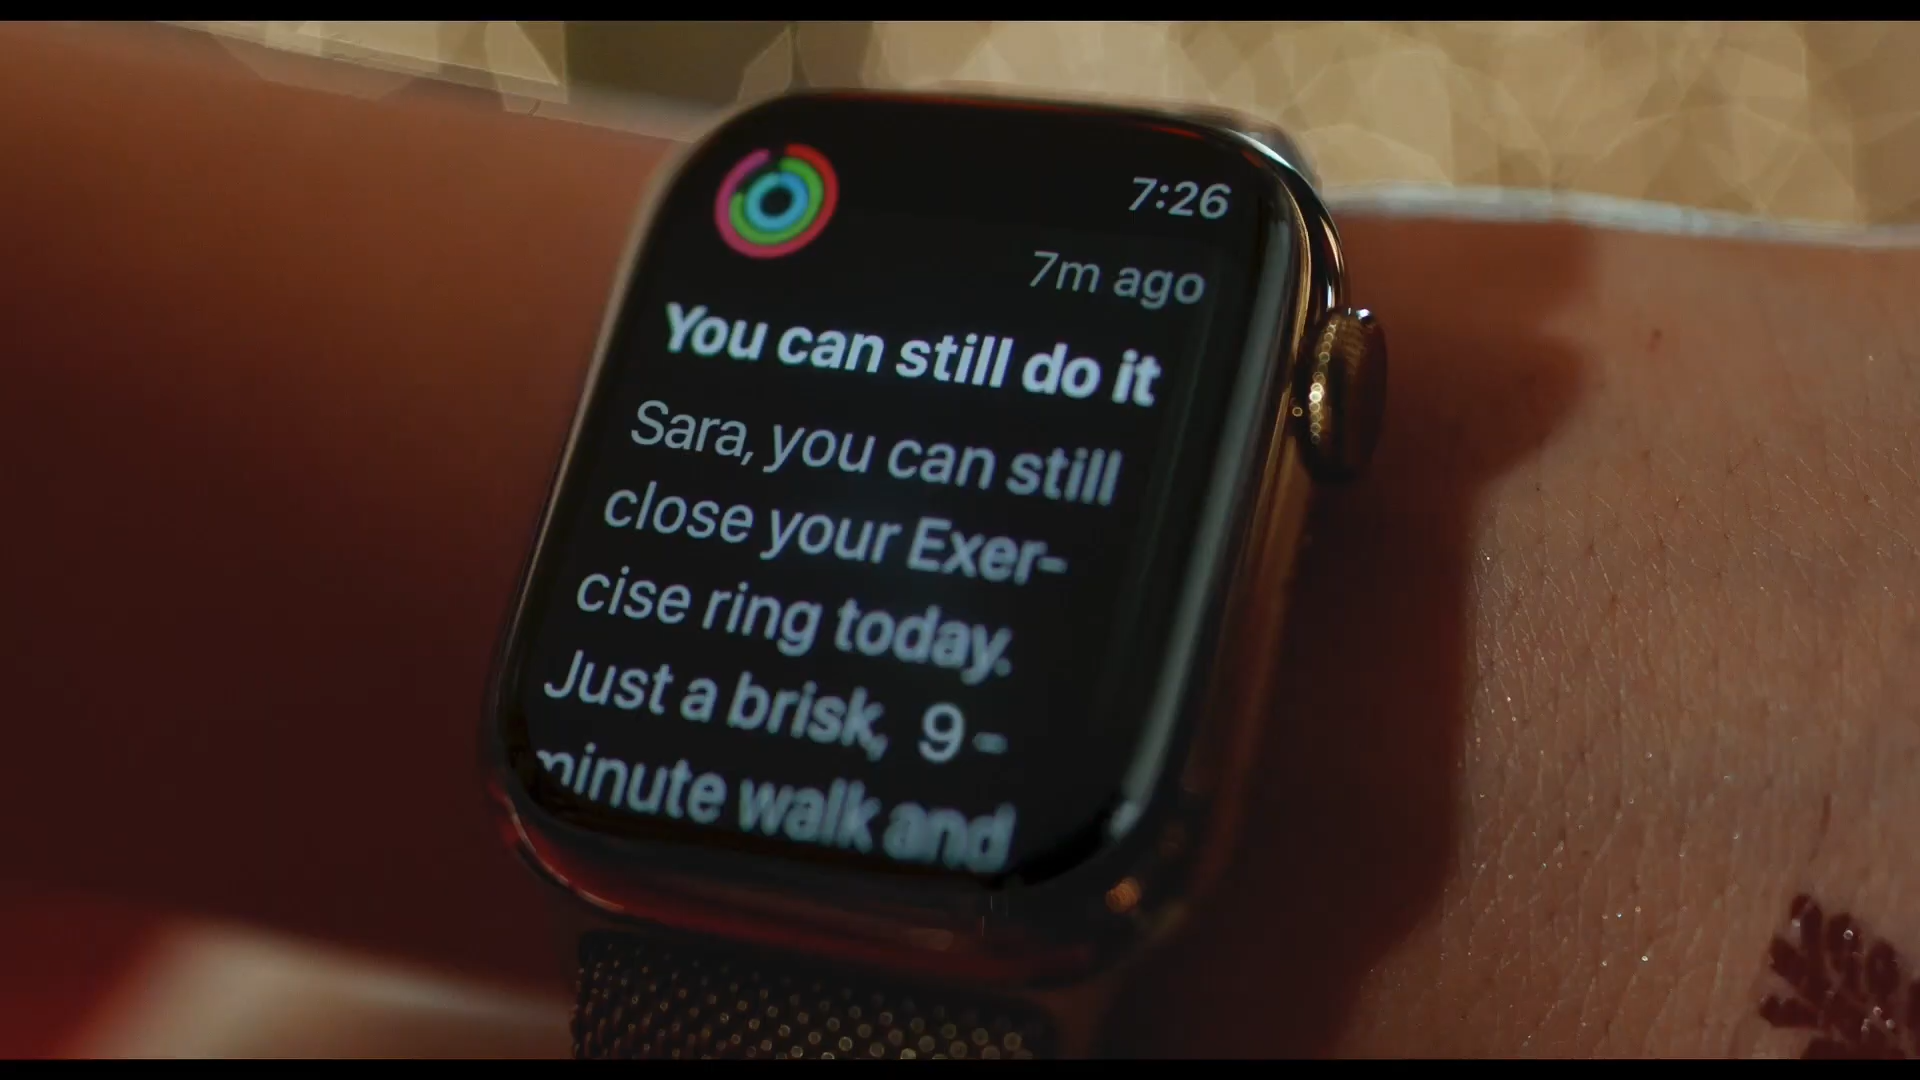 7:26
7m ago
You can still do it
Sara, you can still
close your Exer-
cise ring today.
Just a brisk, 9-
minute walk and